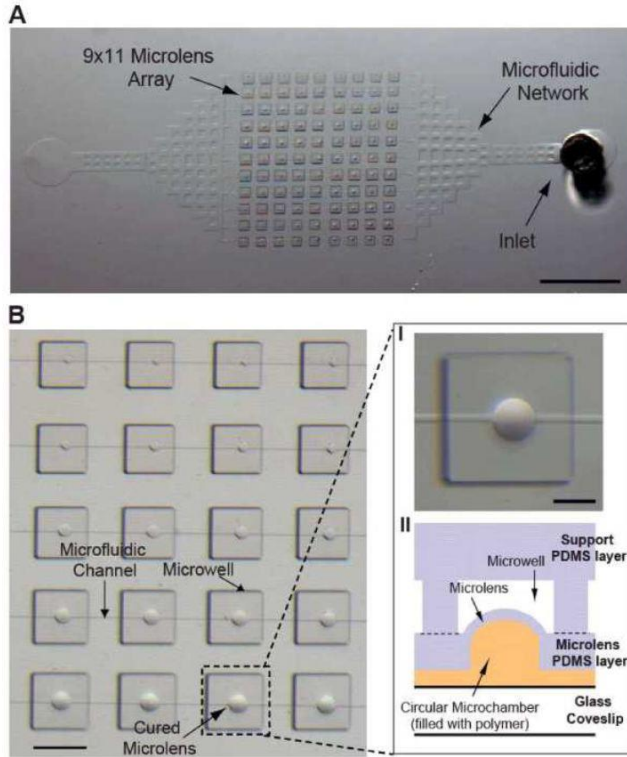 A
9x11 Microlens
Array
Microfluidic
Network
Inlet
B
Microfluidic
Channel
Microwell
Cured
Microlens
I
II
Support
PDMS layer
Microwell
Microlens
Microlens
PDMS layer
Circular Microchamber
(filled with polymer)
Glass
Coveslip